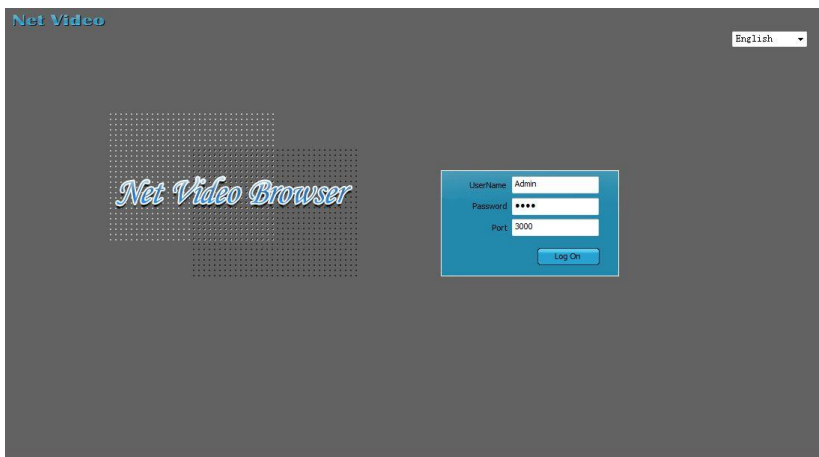 Net Video
English
Net Video Browser
UserName Admin
Password ••••
Port 3000
Log On